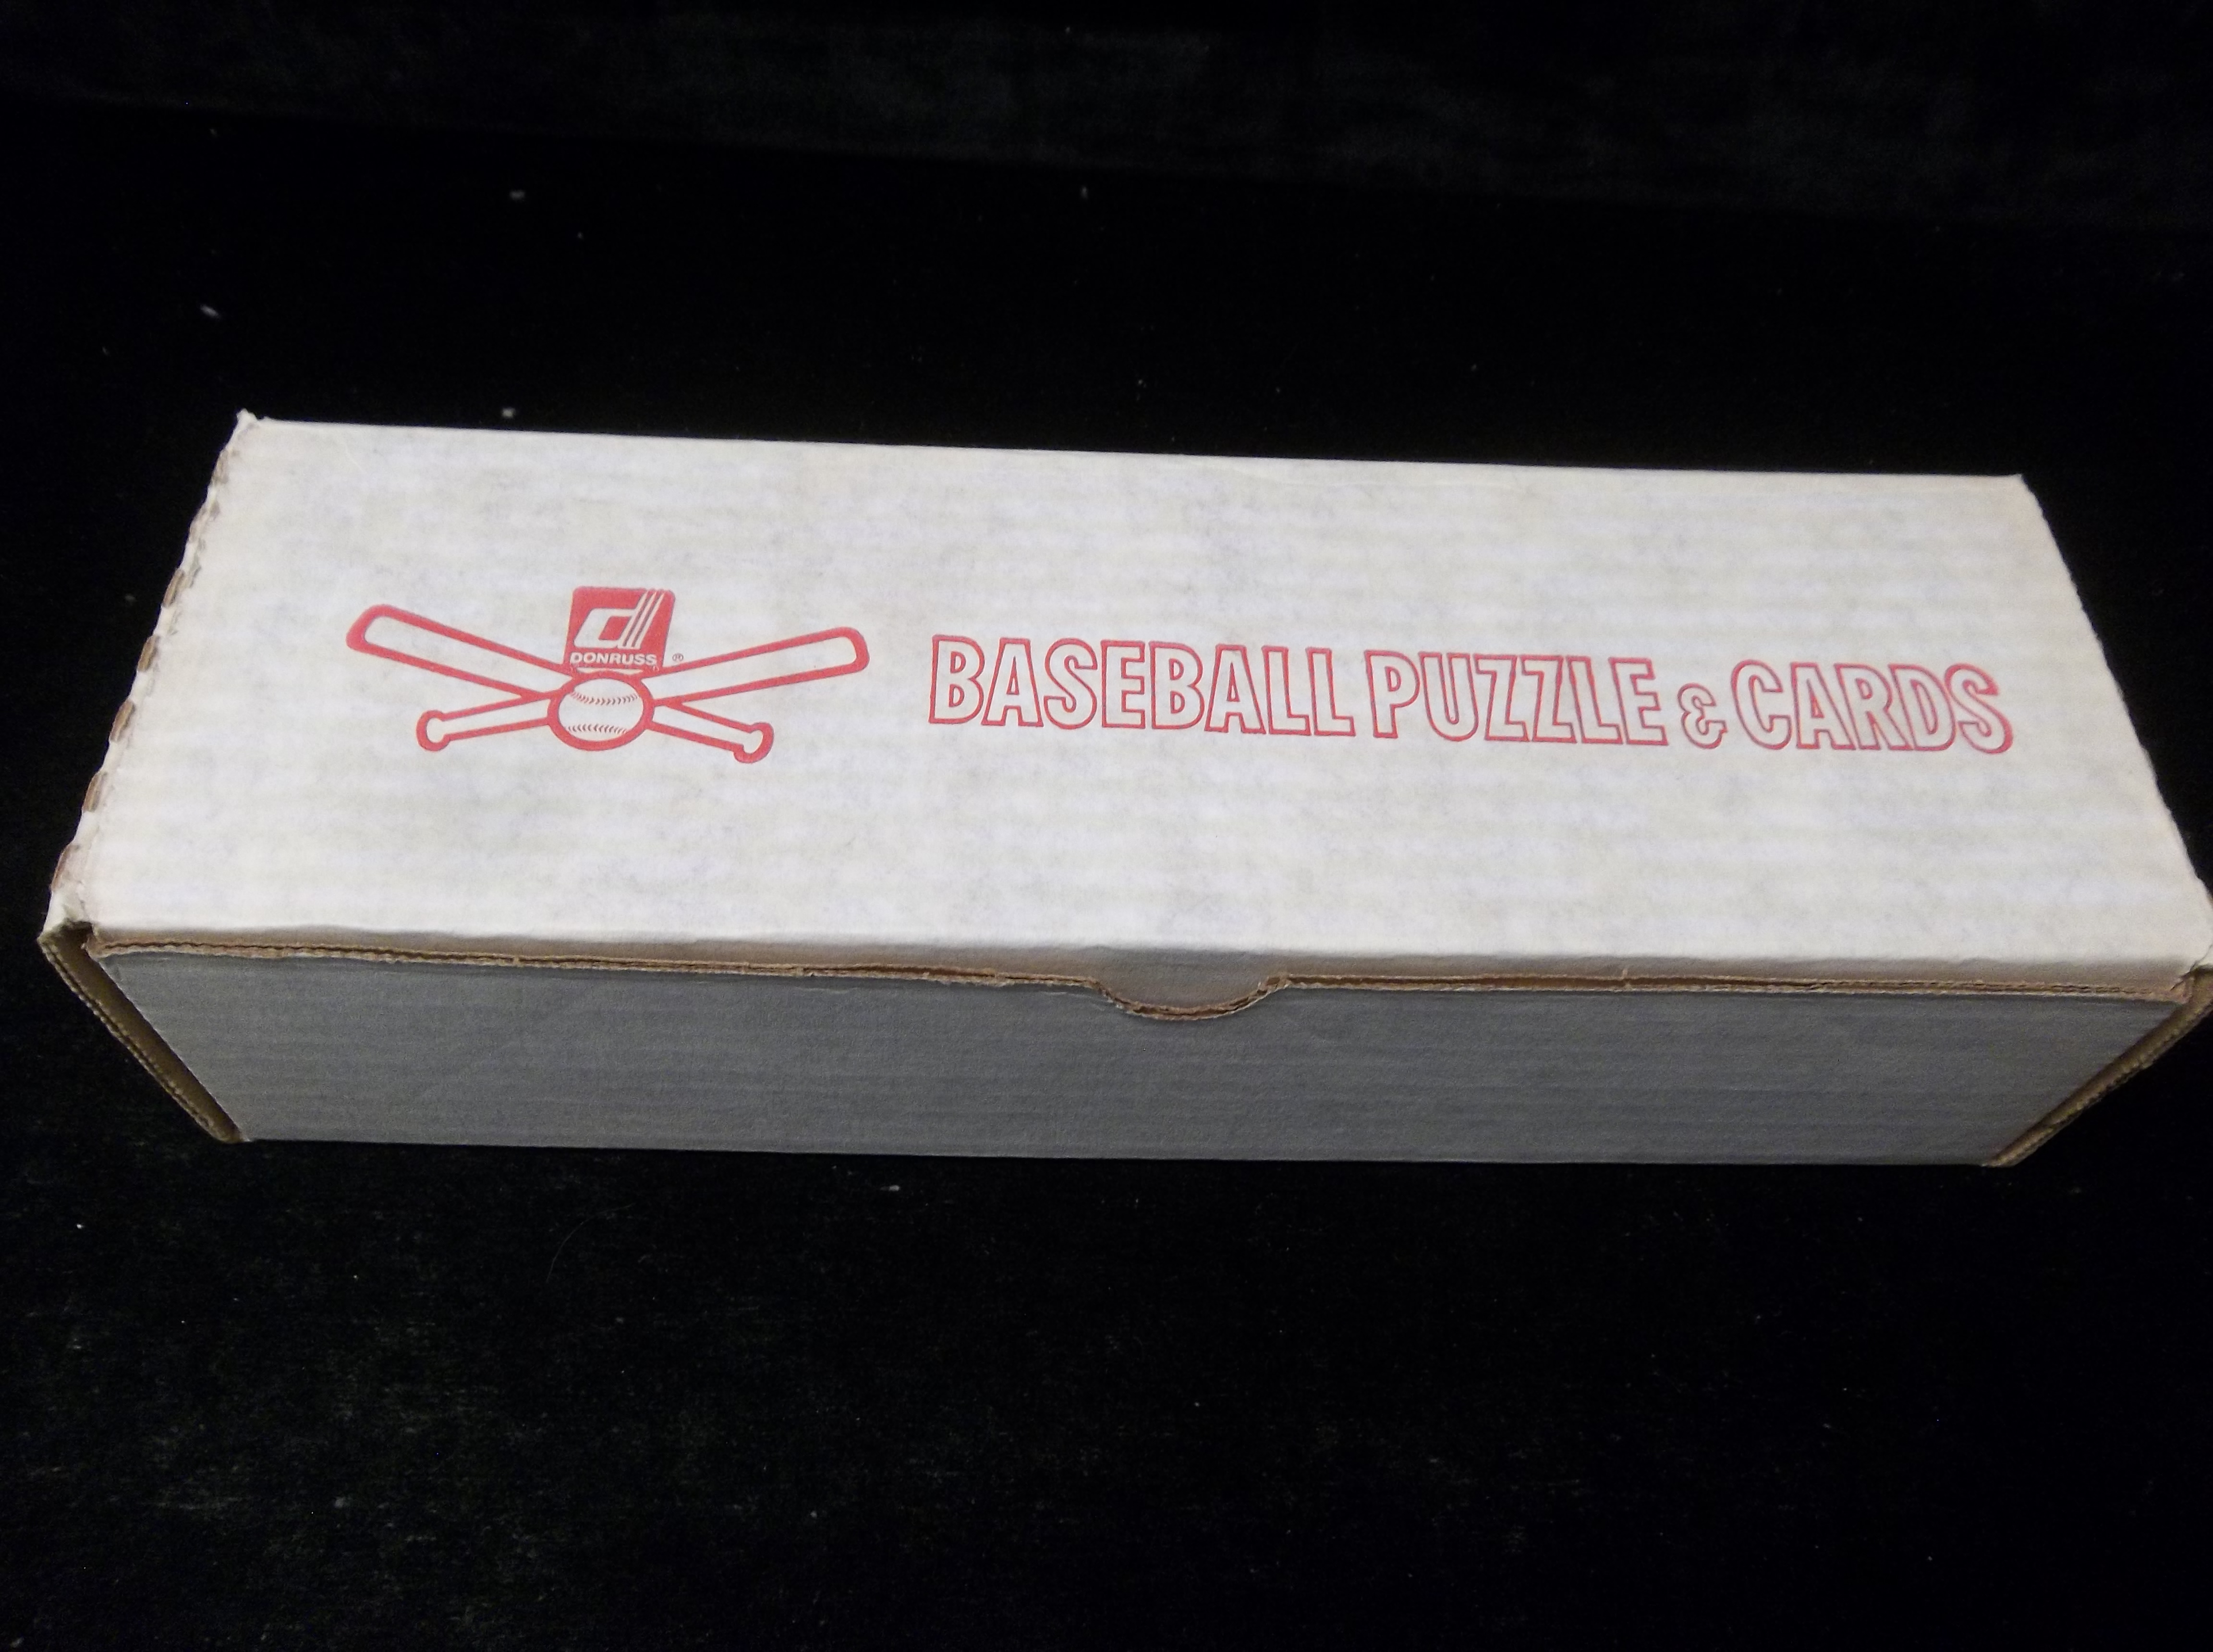 DONRUSS ®
BASEBALL PUZZLE & CARDS